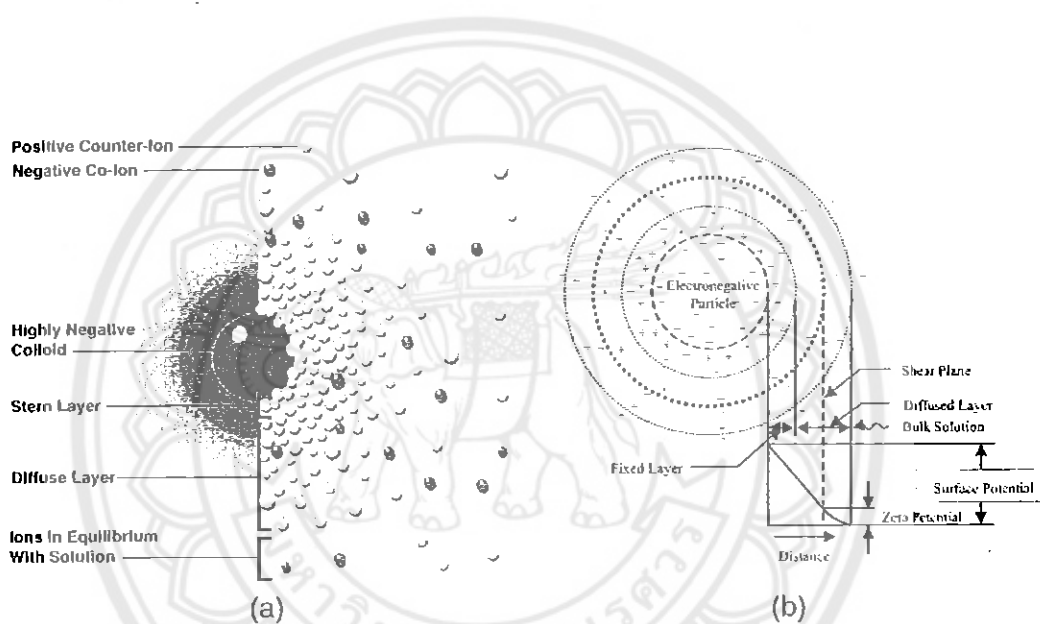 Positive Counter-Ion
Negative Co-Ion
Highly Negative
Colloid
Stern Layer
Diffuse Layer
Ions In Equilibrium
With Solution
(a)
Electronegative
Particle
Shear Plane
Diffused Layer
Bulk Solution
Fixed Layer
Surface Potential
Zeta Potential
Distance
(b)